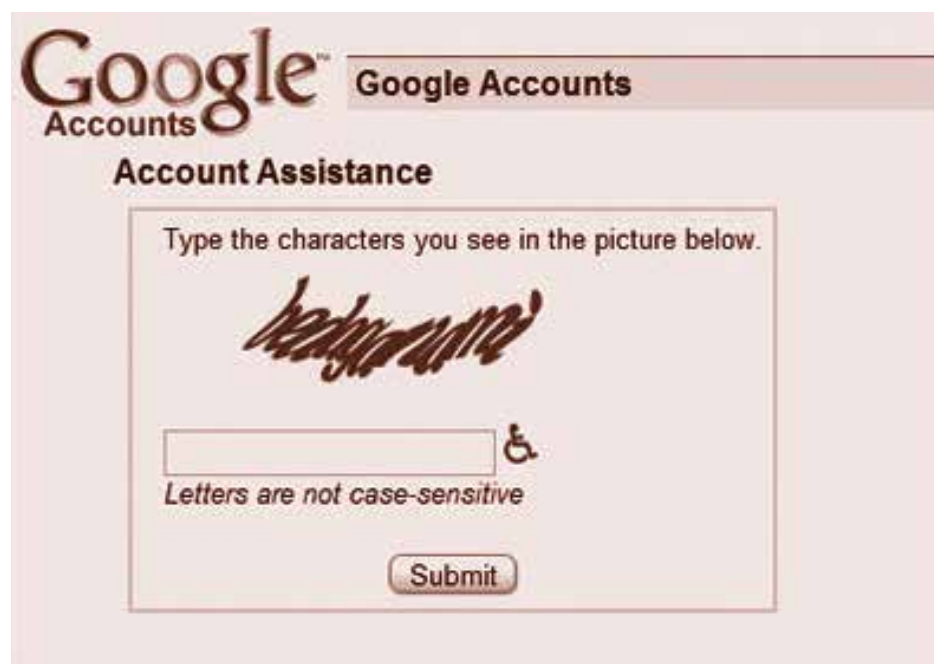 Google™
Accounts
Google Accounts
Account Assistance
Type the characters you see in the picture below.
Letters are not case-sensitive
Submit